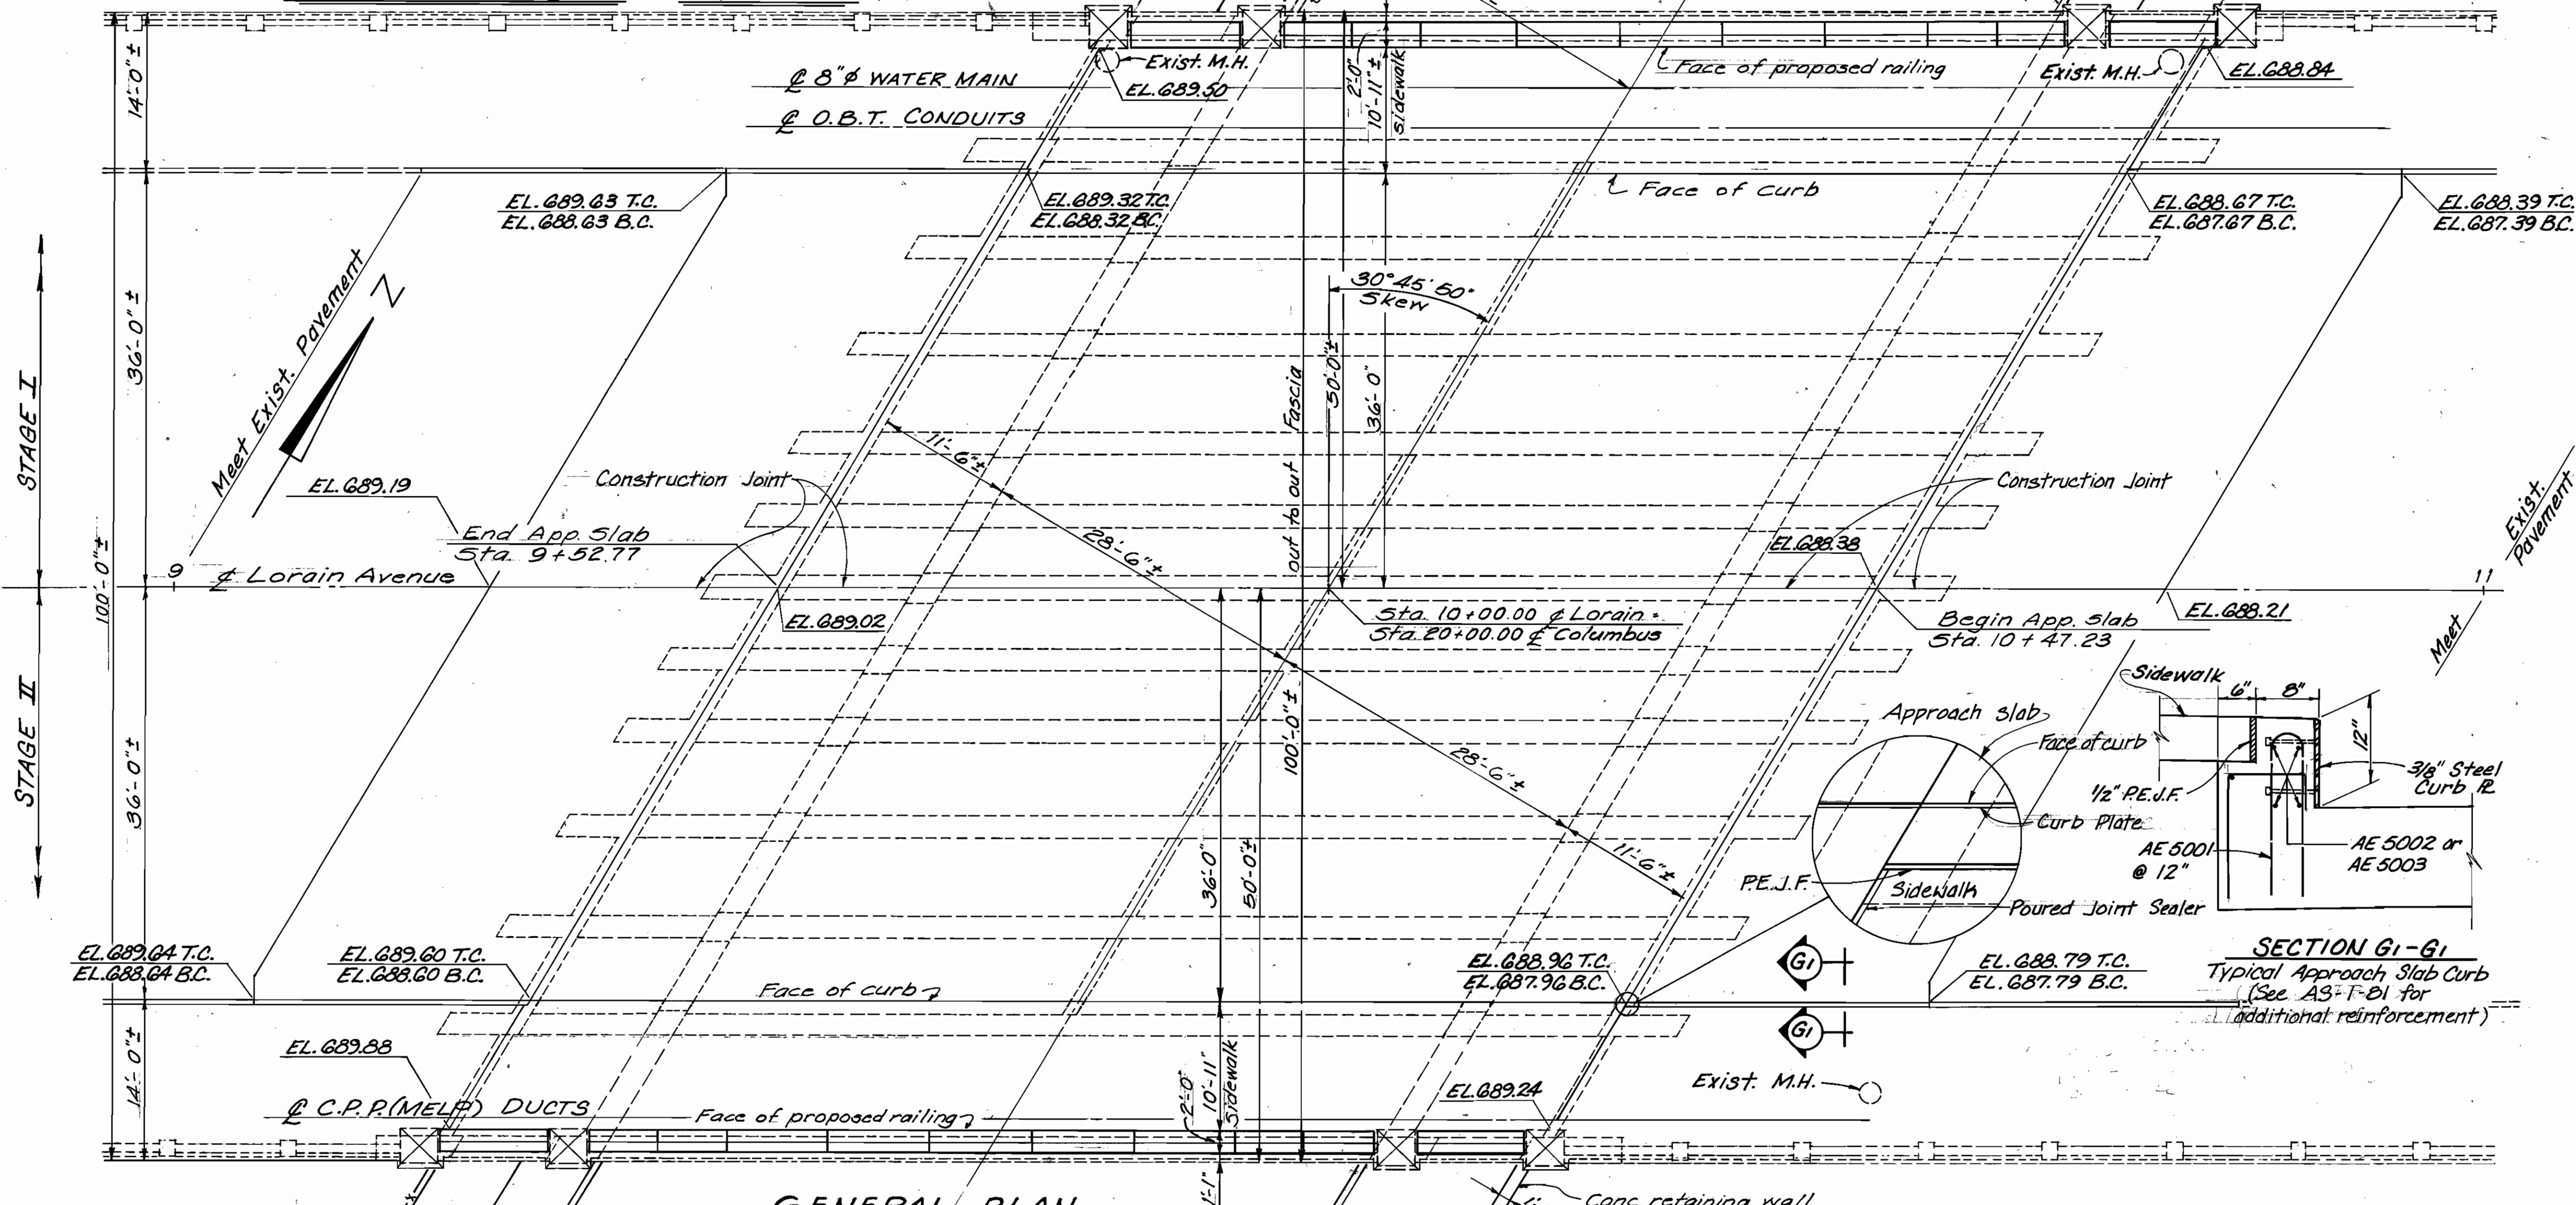 Exist. M.H.
Face of proposed railing
Exist. M.H.
EL.688.84
℄ 8"ϕ WATER MAIN
EL.689.50
℄ O.B.T. CONDUITS
14'-0"±
2'-0"
10'-11"±
sidewalk
EL.689.63 T.C.
EL.688.63 B.C.
EL.689.32 T.C.
EL.688.32 B.C.
Face of curb
EL.688.67 T.C.
EL.687.67 B.C.
EL.688.39 T.C.
EL.687.39 B.C.
36'-0"±
Meet Exist. Pavement
N
30°45'50"
Skew
STAGE I
out to out Fascia
50'-0"±
36'-0"
11'-6"±
EL.689.19
Construction Joint
Construction Joint
End App. Slab
Sta. 9+52.77
28'-6"±
EL.688.38
Exist.
Pavement
100'-0"±
9
℄ Lorain Avenue
11
EL.689.02
Sta. 10+00.00 ℄ Lorain =
Sta. 20+00.00 ℄ Columbus
Begin App. Slab
Sta. 10+47.23
EL.688.21
Meet
STAGE II
36'-0"±
100'-0"±
28'-6"±
Sidewalk
6"
8"
12"
Approach slab
Face of curb
3/8" Steel
Curb PL
1/2" P.E.J.F.
Curb Plate
36'-0"
50'-0"±
11'-6"±
AE 5001
@ 12"
AE 5002 or
AE 5003
P.E.J.F.
Sidewalk
Poured Joint Sealer
EL.689.64 T.C.
EL.688.64 B.C.
EL.689.60 T.C.
EL.688.60 B.C.
Face of curb
EL.688.96 T.C.
EL.687.96 B.C.
G1
EL.688.79 T.C.
EL.687.79 B.C.
SECTION G1-G1
Typical Approach Slab Curb
(See AS-1-81 for
additional reinforcement)
G1
14'-0"±
EL.689.88
2'-0"
10'-11"
Sidewalk
EL.689.24
Exist. M.H.
℄ C.P.P.(MELP) DUCTS
Face of proposed railing
1'-1"
GENERAL PLAN
Conc retaining wall